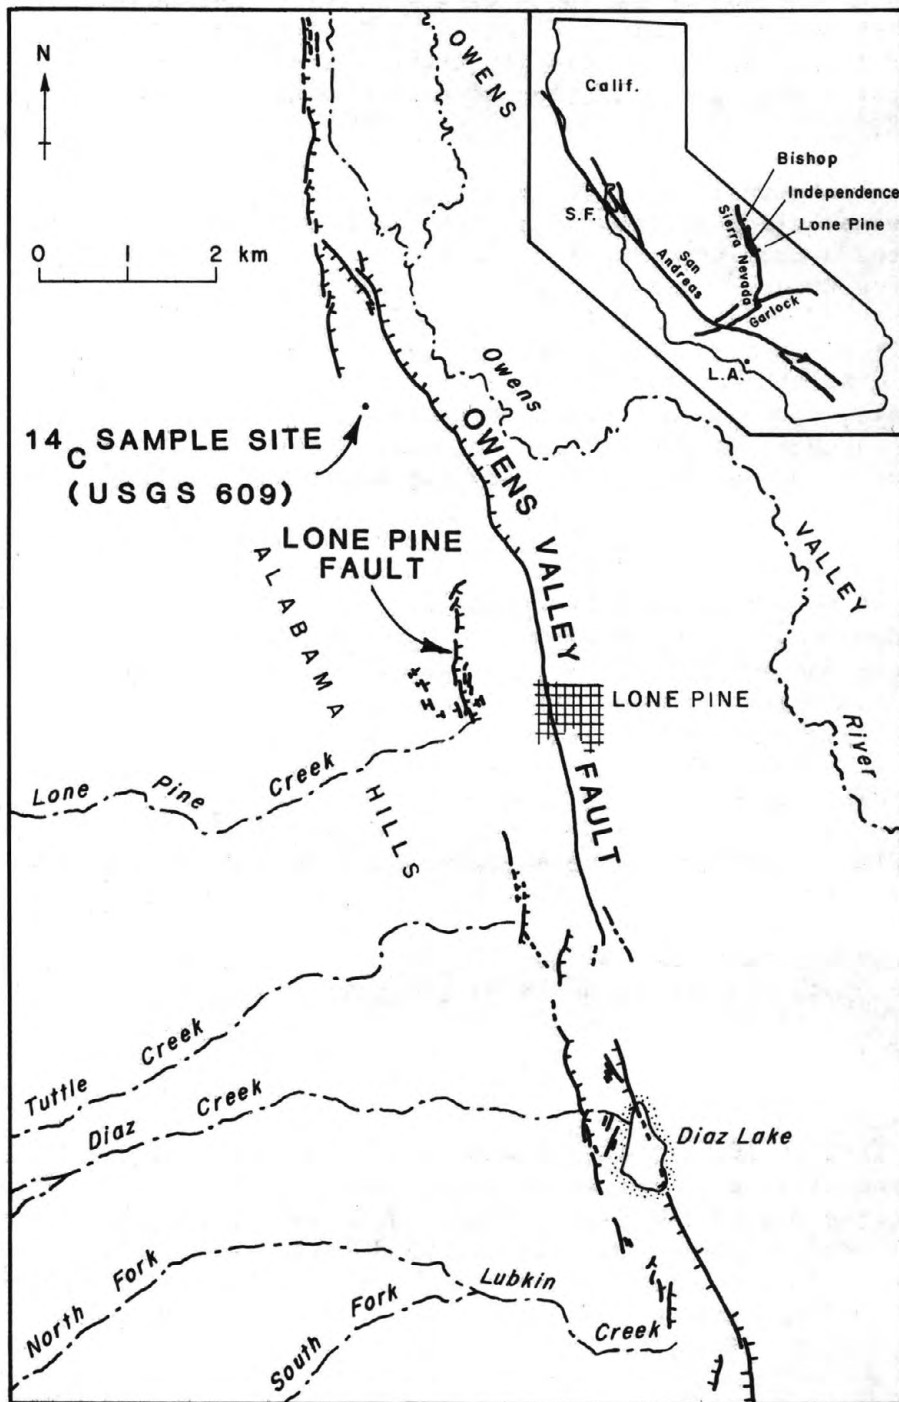 N
0 1 2 km
OWENS
Calif.
Bishop
Independence
Lone Pine
S.F.
Sierra Nevada
San
Andreas
Garlock
L.A.
Owens
14C SAMPLE SITE
(USGS 609)
OWENS VALLEY
VALLEY
LONE PINE
FAULT
ALABAMA
LONE PINE
River
FAULT
Lone Pine Creek
HILLS
Tuttle Creek
Diaz Creek
Diaz Lake
North Fork
South Fork
Lubkin
Creek